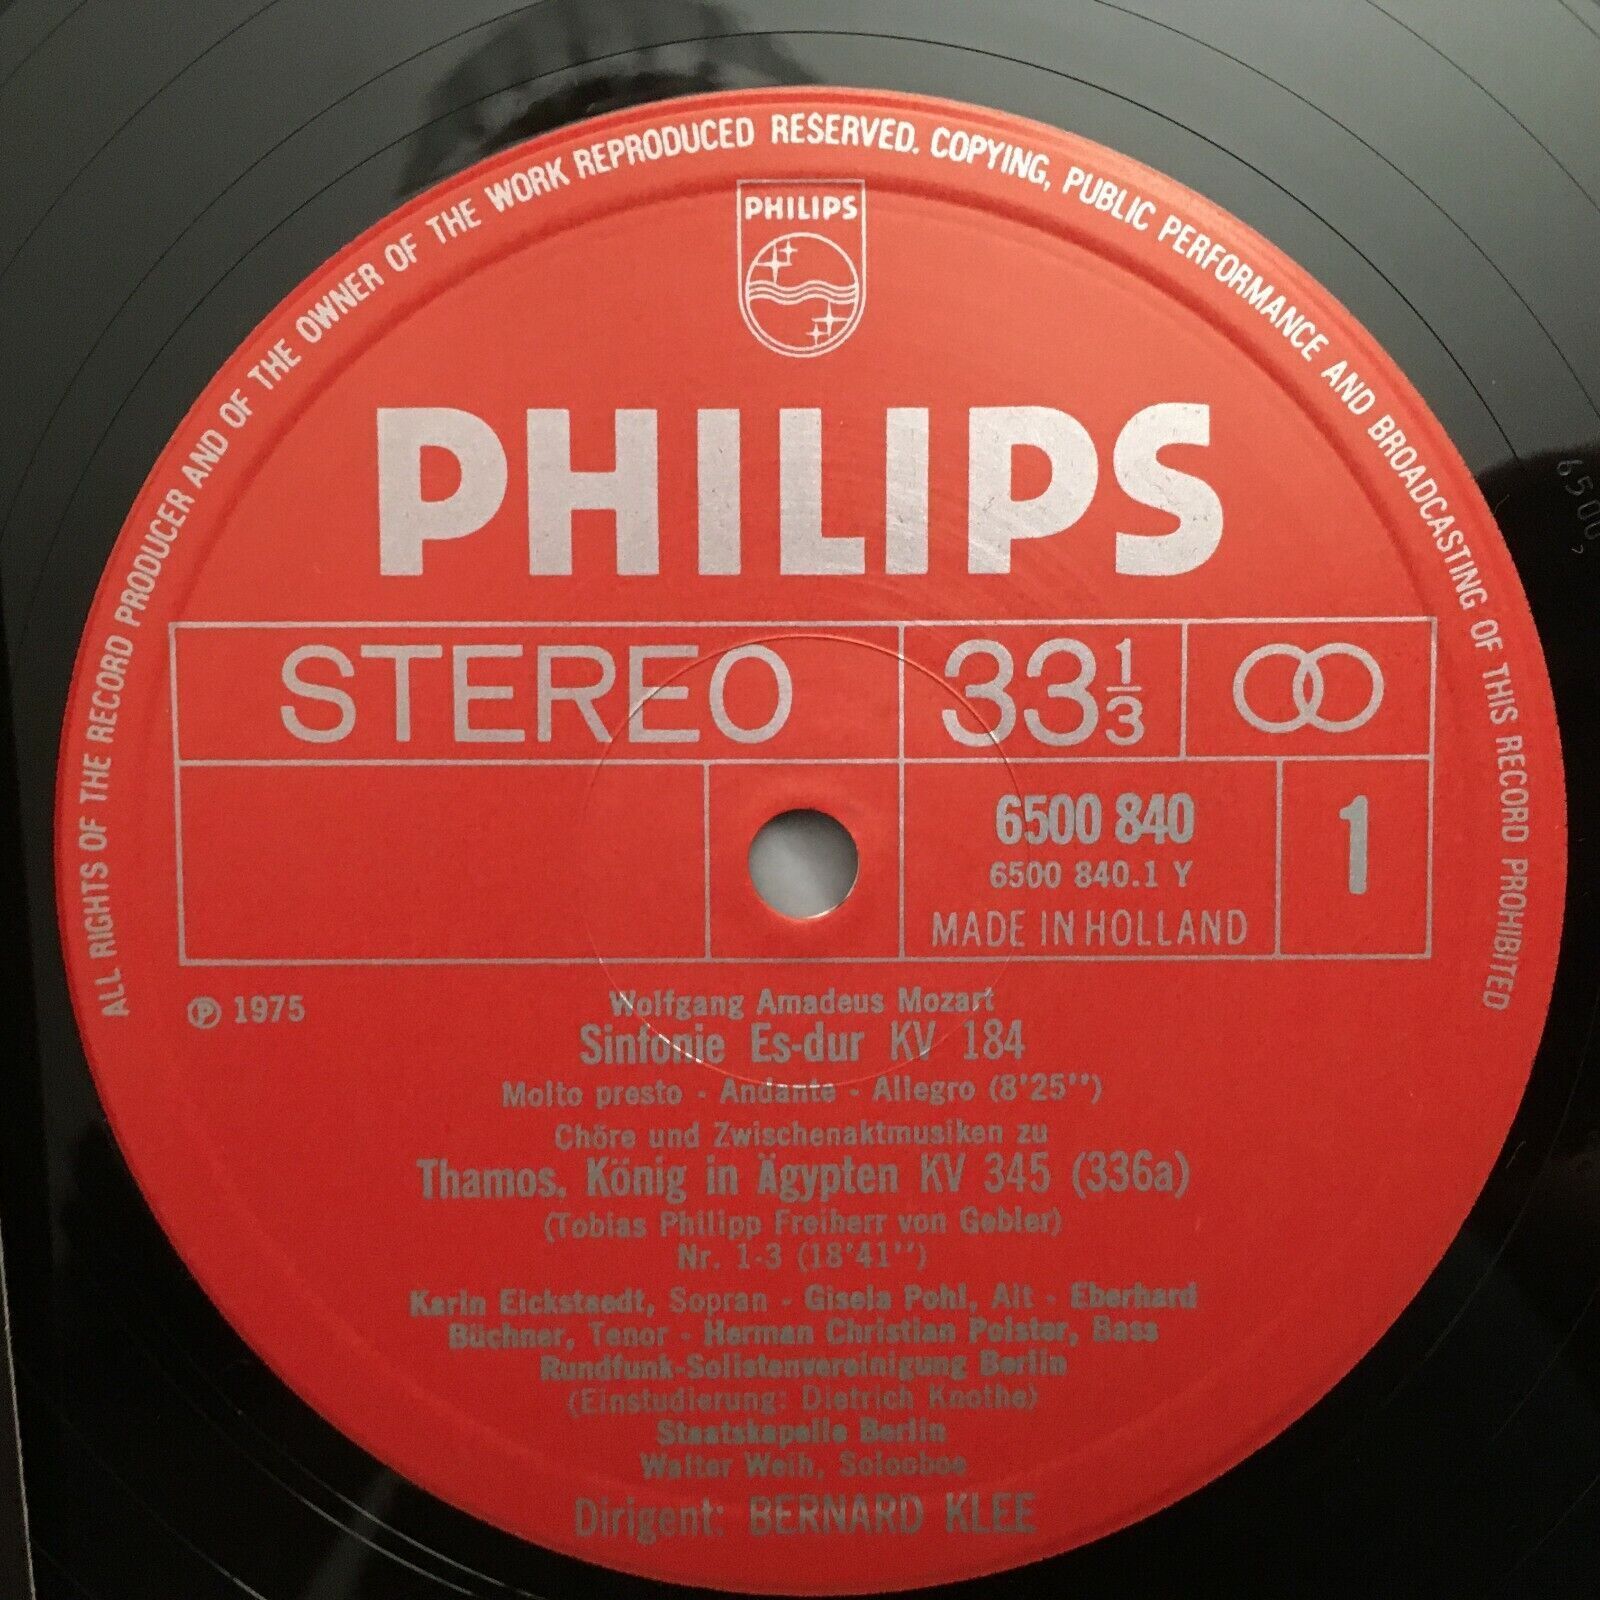 ALL RIGHTS OF THE RECORD PRODUCER AND OF THE OWNER OF THE WORK REPRODUCED RESERVED. COPYING, PUBLIC PERFORMANCE AND BROADCASTING OF THIS RECORD PROHIBITED
PHILIPS
PHILIPS
STEREO 33 1/3
6500 840 1
6500 840.1 Y
MADE IN HOLLAND
Ⓟ 1975
Wolfgang Amadeus Mozart
Sinfonie Es-dur KV 184
Molto presto - Andante - Allegro (8'25'')
Chöre und Zwischenaktmusiken zu
Thamos, König in Ägypten KV 345 (336a)
(Tobias Philipp Freiherr von Gebler)
Nr. 1-3 (18'41'')
Karin Eickstaedt, Sopran - Gisela Pohl, Alt - Eberhard
Büchner, Tenor - Herman Christian Polster, Bass
Rundfunk-Solistenvereinigung Berlin
(Einstudierung: Dietrich Knothe)
Staatskapelle Berlin
Walter Weih, Solooboe
Dirigent: BERNARD KLEE
6500